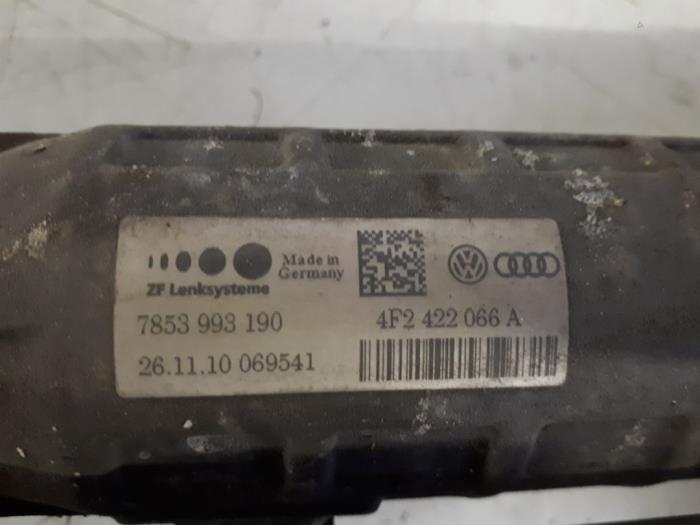 Made in
Germany
ZF Lenksysteme
7853 993 190
4F2 422 066 A
26.11.10 069541